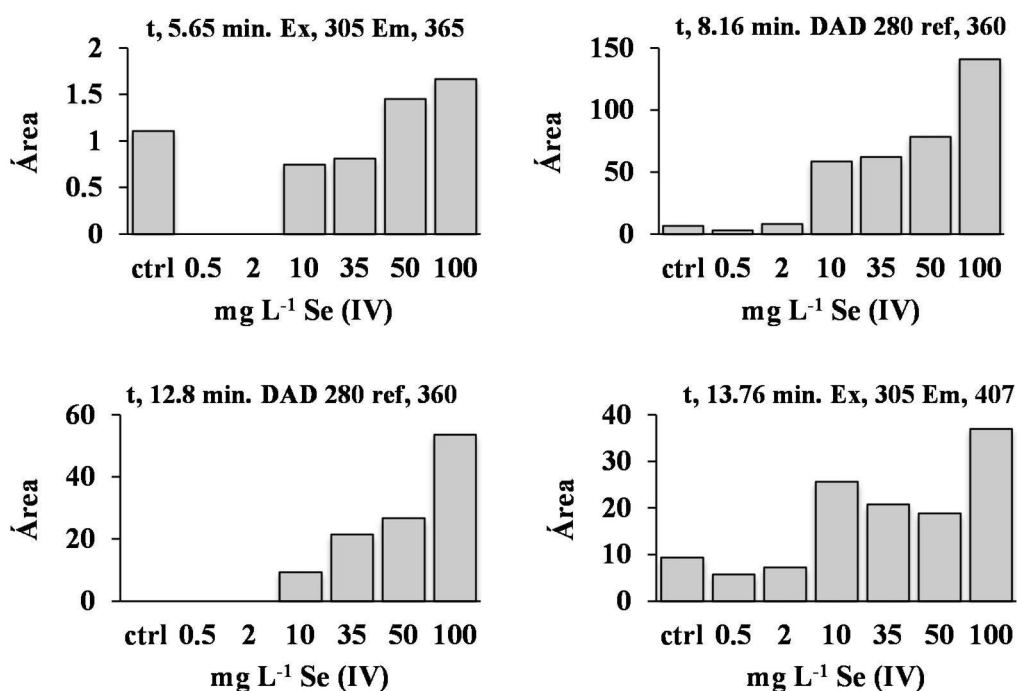 t, 5.65 min. Ex, 305 Em, 365
2
1.5
1
0.5
0
Área
ctrl 0.5 2 10 35 50 100
mg L⁻¹ Se (IV)
t, 8.16 min. DAD 280 ref, 360
150
100
50
0
Área
ctrl 0.5 2 10 35 50 100
mg L⁻¹ Se (IV)
t, 12.8 min. DAD 280 ref, 360
60
40
20
0
Área
ctrl 0.5 2 10 35 50 100
mg L⁻¹ Se (IV)
t, 13.76 min. Ex, 305 Em, 407
40
30
20
10
0
Área
ctrl 0.5 2 10 35 50 100
mg L⁻¹ Se (IV)